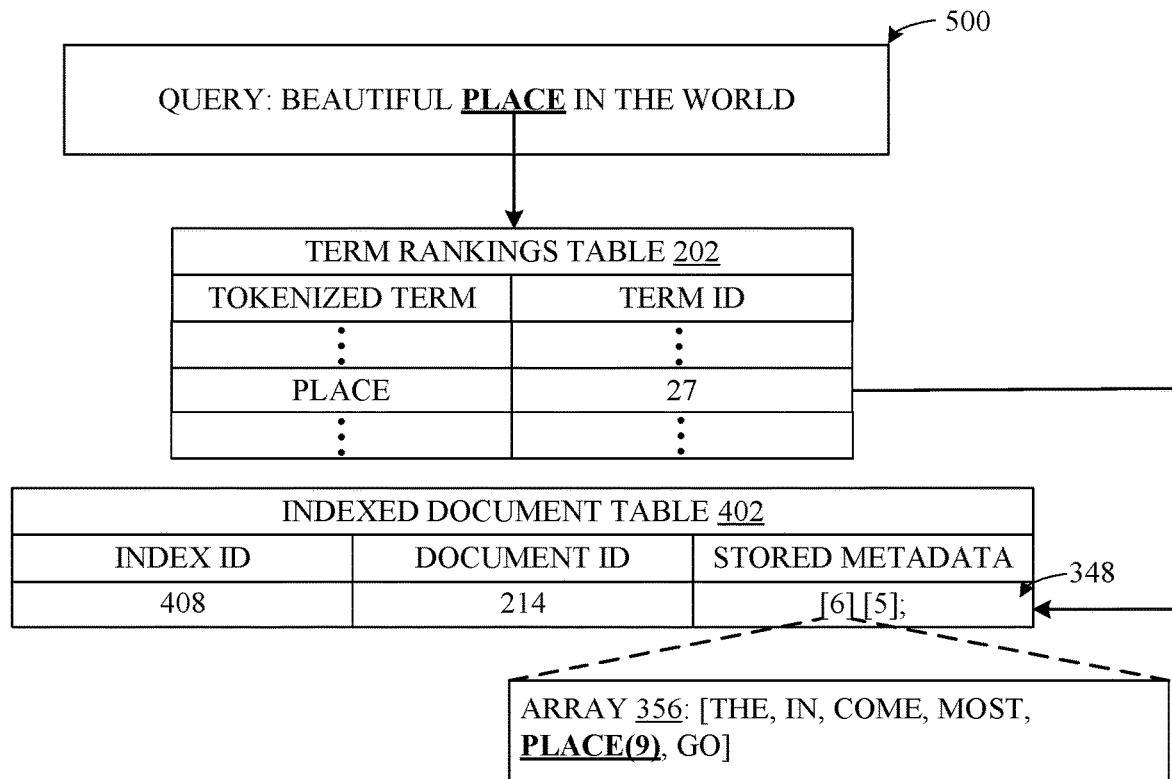 500
QUERY: BEAUTIFUL PLACE IN THE WORLD
TERM RANKINGS TABLE 202
TOKENIZED TERM TERM ID
PLACE 27
INDEXED DOCUMENT TABLE 402
INDEX ID DOCUMENT ID STORED METADATA
348
408 214 [6] [5];
ARRAY 356: [THE, IN, COME, MOST,
PLACE(9), GO]